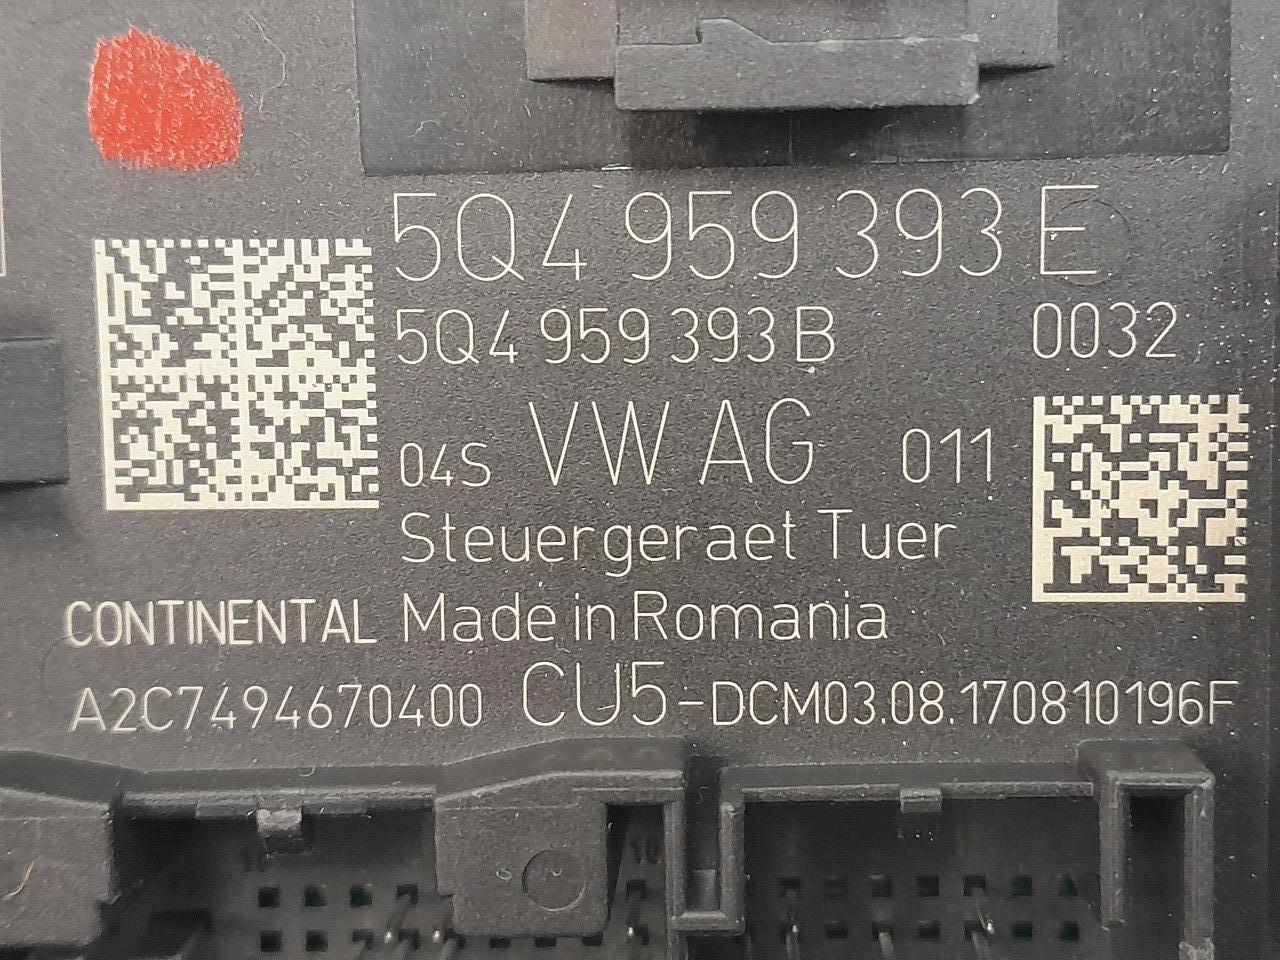 5Q4 959 393 E
5Q4 959 393 B 0032
04S VW AG 011
Steuergeraet Tuer
CONTINENTAL Made in Romania
A2C7494670400 CU5-DCM03.08.170810196F